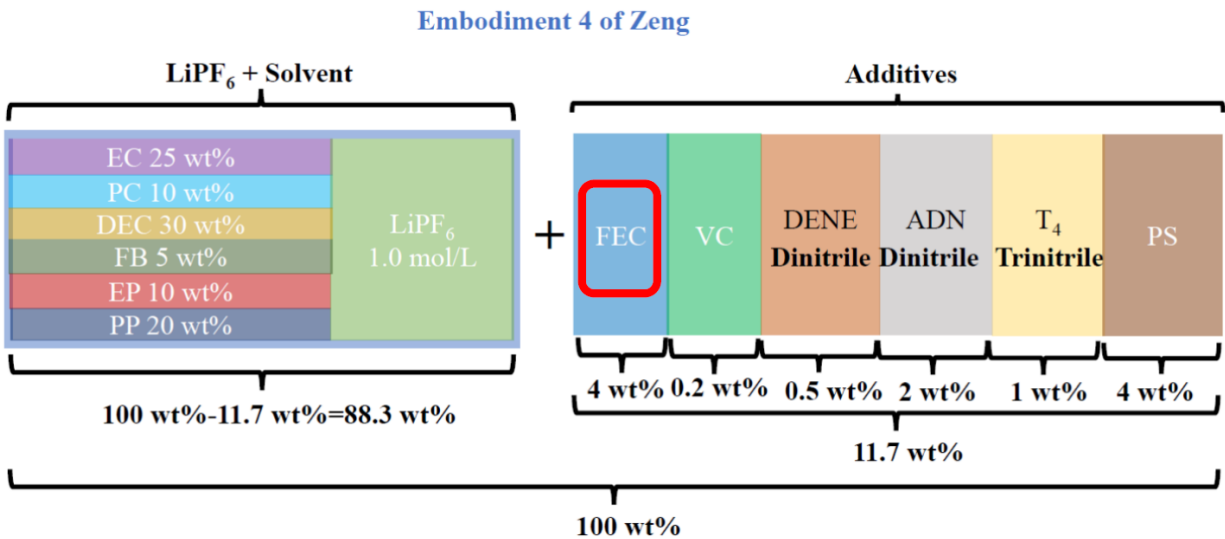 Embodiment 4 of Zeng
LiPF6 + Solvent
Additives
EC 25 wt%
PC 10 wt%
DEC 30 wt%
FB 5 wt%
EP 10 wt%
PP 20 wt%
LiPF6
1.0 mol/L
+
FEC
VC
DENE
Dinitrile
ADN
Dinitrile
T4
Trinitrile
PS
4 wt% 0.2 wt% 0.5 wt% 2 wt% 1 wt% 4 wt%
100 wt%-11.7 wt%=88.3 wt%
11.7 wt%
100 wt%